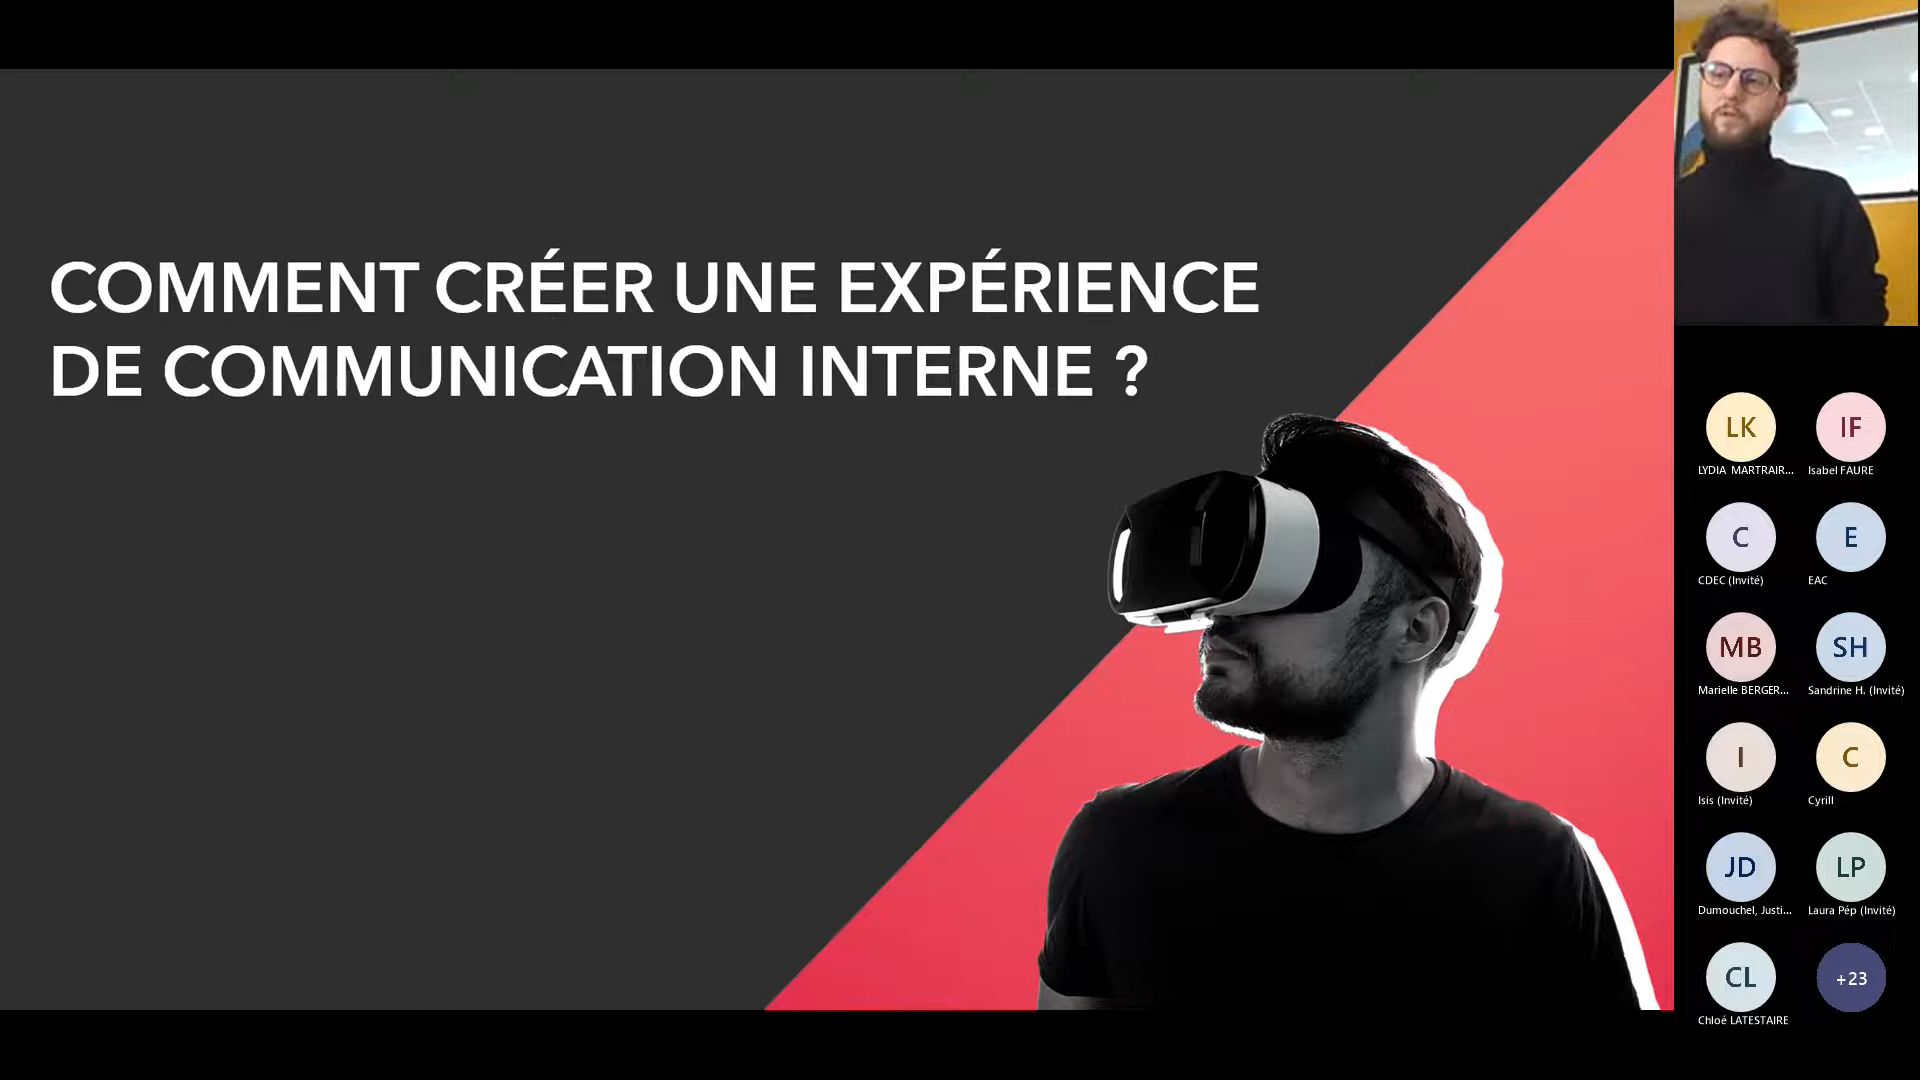 COMMENT CRÉER UNE EXPÉRIENCE
DE COMMUNICATION INTERNE ?
LK
LYDIA MARTRAIR...
IF
Isabel FAURE
C
CDEC (Invité)
E
EAC
MB
Marielle BERGER...
SH
Sandrine H. (Invité)
I
Isis (Invité)
C
Cyrill
JD
Dumouchel, Justi...
LP
Laura Pép (Invité)
CL
Chloé LATESTAIRE
+23